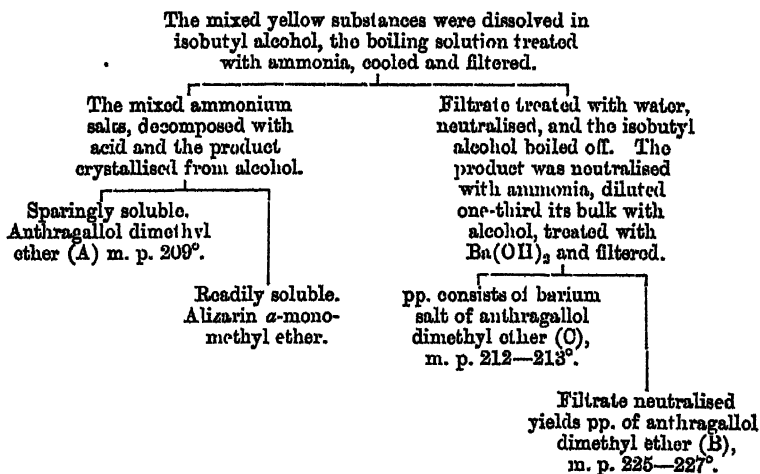 The mixed yellow substances were dissolved in
isobutyl alcohol, the boiling solution treated
with ammonia, cooled and filtered.
The mixed ammonium
salts, decomposed with
acid and the product
crystallised from alcohol.
Filtrate treated with water,
neutralised, and the isobutyl
alcohol boiled off. The
product was neutralised
with ammonia, diluted
one-third its bulk with
alcohol, treated with
Ba(OH)₂ and filtered.
Sparingly soluble.
Anthragallol dimethyl
ether (A) m. p. 209°.
Readily soluble.
Alizarin α-mono-
methyl ether.
pp. consists of barium
salt of anthragallol
dimethyl ether (C),
m. p. 212—213°.
Filtrate neutralised
yields pp. of anthragallol
dimethyl ether (B),
m. p. 225—227°.